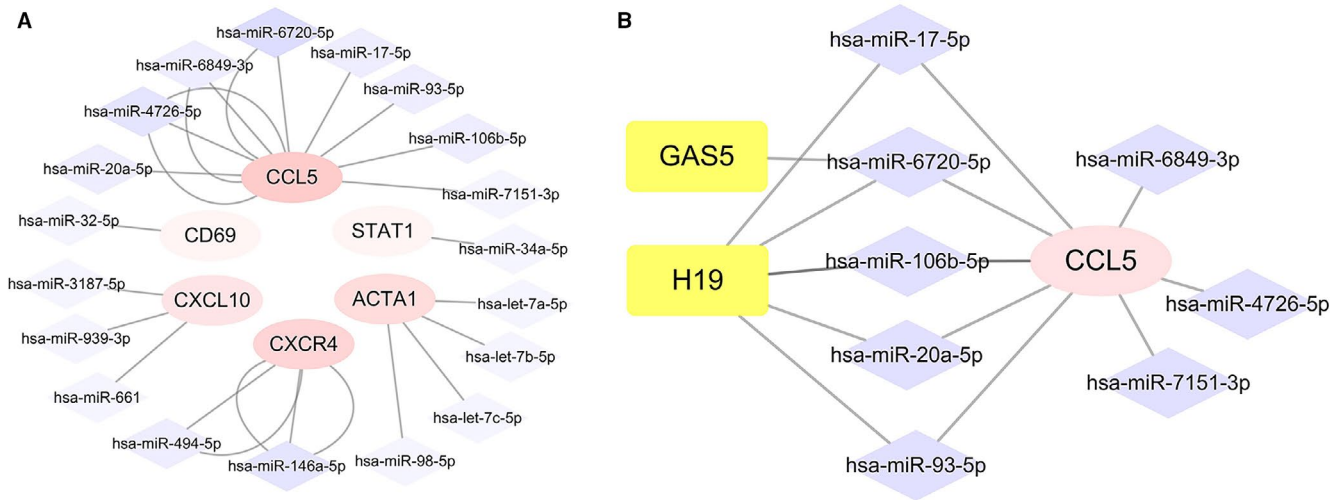 A
hsa-miR-6720-5p
hsa-miR-17-5p
hsa-miR-6849-3p
hsa-miR-93-5p
hsa-miR-4726-5p
hsa-miR-106b-5p
hsa-miR-20a-5p
CCL5
hsa-miR-7151-3p
hsa-miR-32-5p
CD69
STAT1
hsa-miR-34a-5p
hsa-miR-3187-5p
CXCL10
ACTA1
hsa-let-7a-5p
hsa-miR-939-3p
CXCR4
hsa-let-7b-5p
hsa-miR-661
hsa-let-7c-5p
hsa-miR-494-5p
hsa-miR-146a-5p
hsa-miR-98-5p
B
hsa-miR-17-5p
GAS5
hsa-miR-6720-5p
hsa-miR-6849-3p
H19
hsa-miR-106b-5p
CCL5
hsa-miR-4726-5p
hsa-miR-20a-5p
hsa-miR-7151-3p
hsa-miR-93-5p